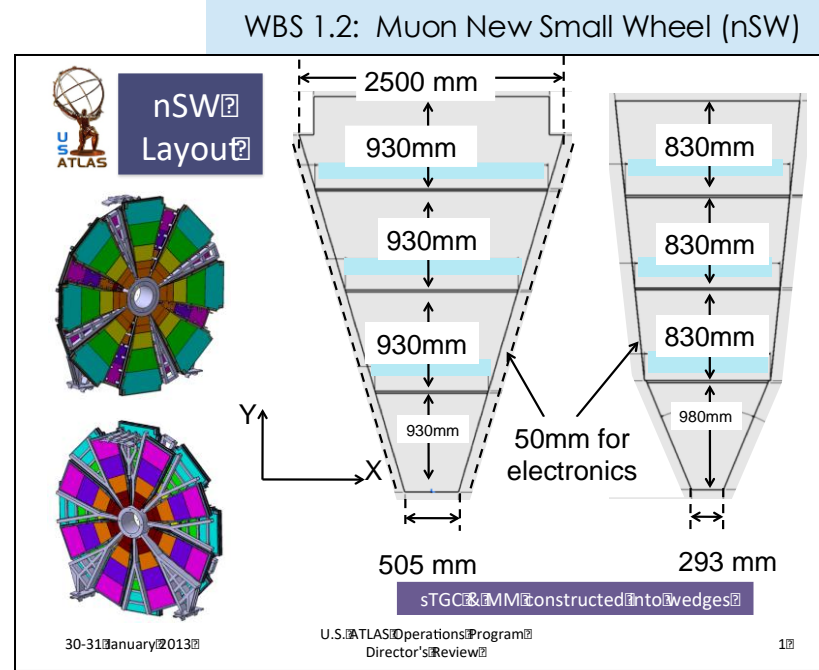 WBS 1.2: Muon New Small Wheel (nSW)
US
ATLAS
nSW⍰
Layout⍰
2500 mm
930mm
930mm
930mm
930mm
830mm
830mm
830mm
980mm
Y
X
50mm for
electronics
505 mm
293 mm
sTGC⍰&⍰MM⍰constructed⍰into⍰wedges⍰
30-31⍰January⍰2013⍰
U.S.⍰ATLAS⍰Operations⍰Program⍰
Director's⍰Review⍰
1⍰